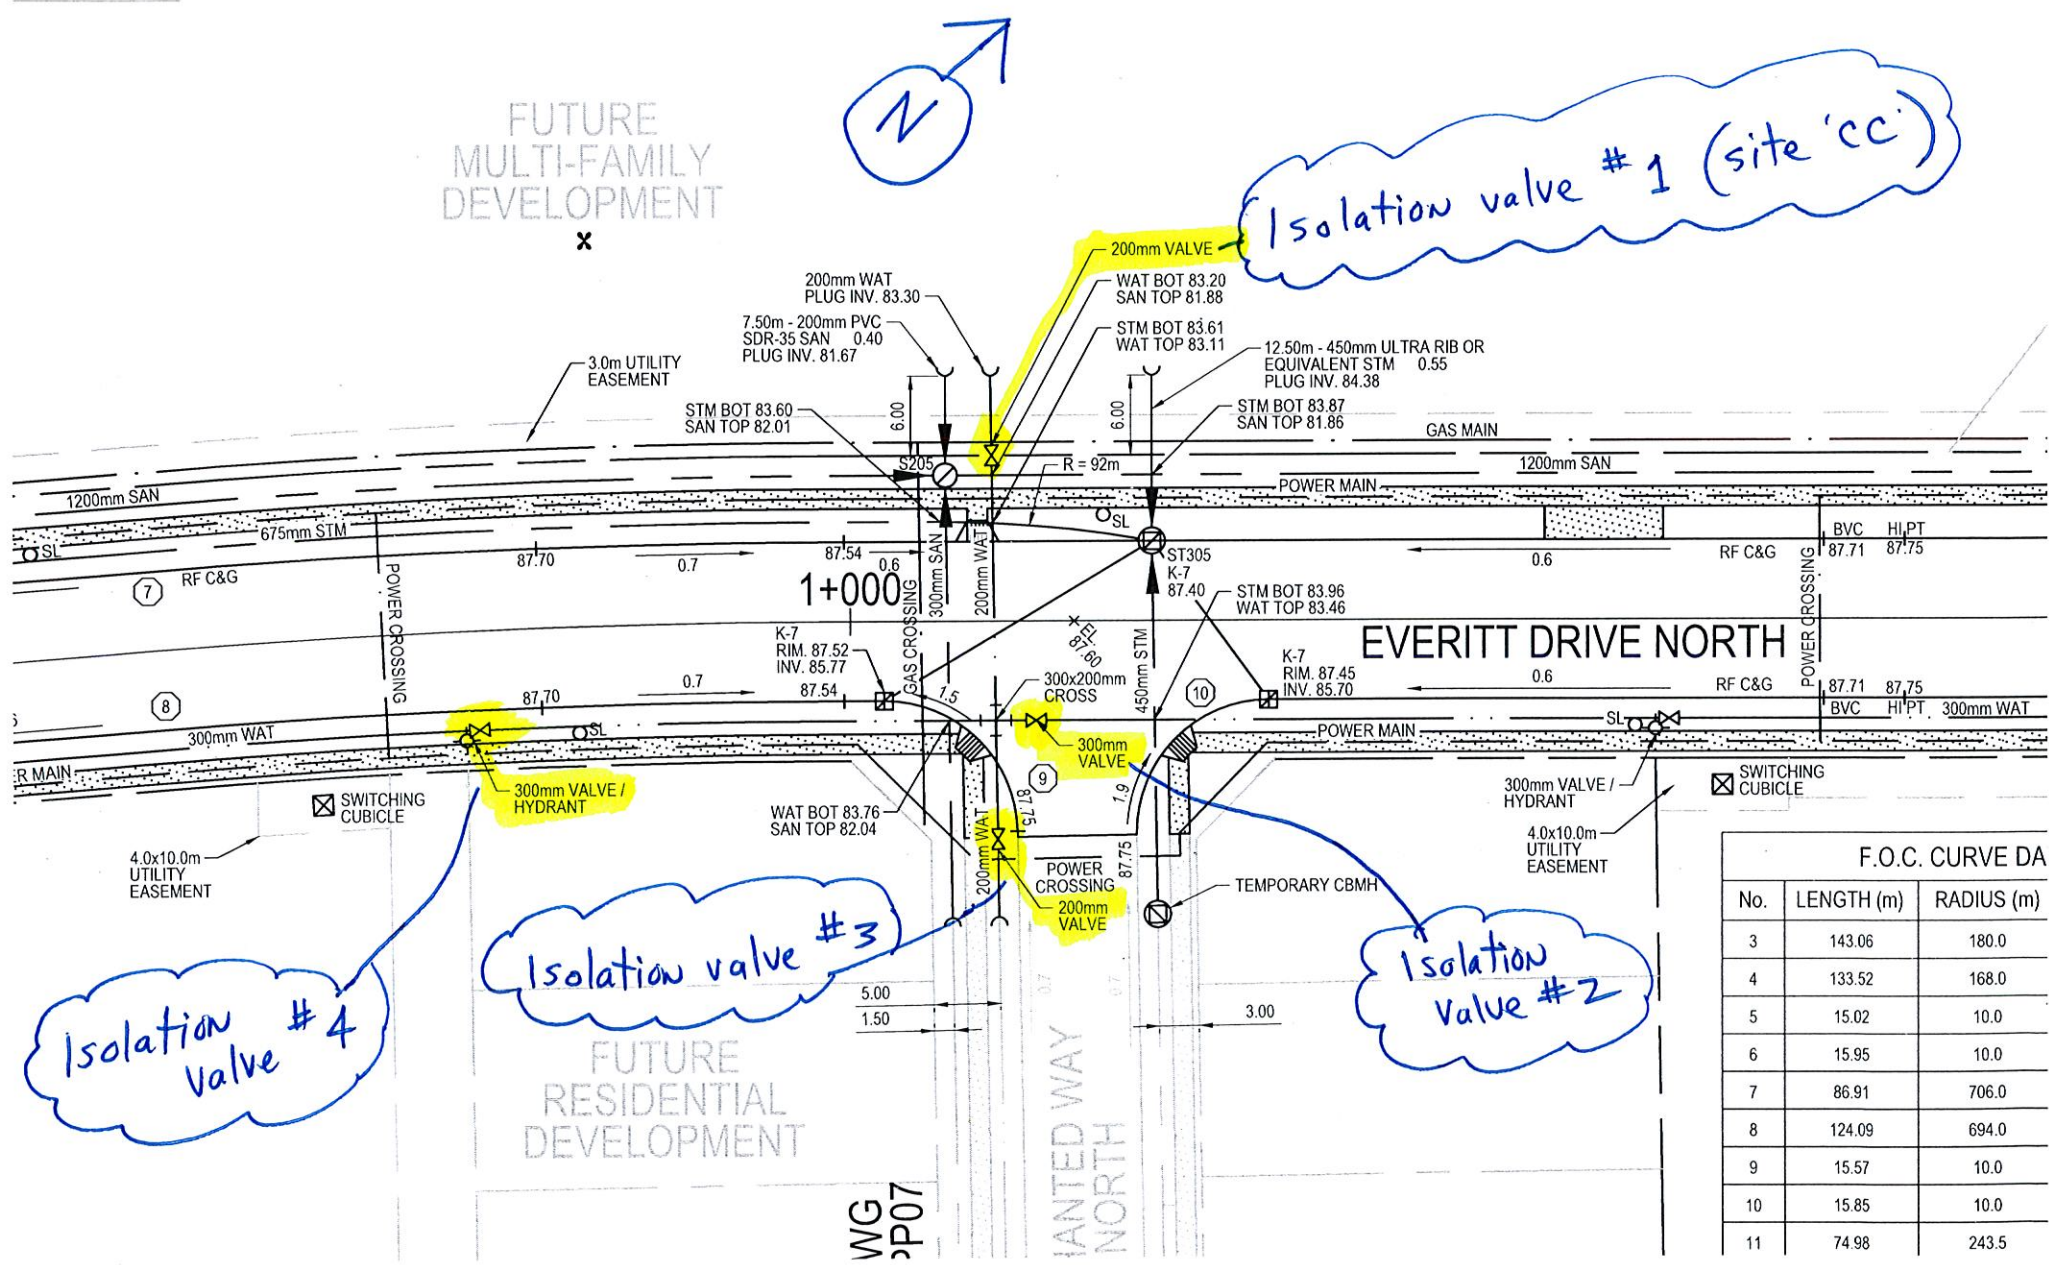 N
Isolation valve #1 (site 'CC')
FUTURE
MULTI-FAMILY
DEVELOPMENT
x
200mm VALVE
200mm WAT
PLUG INV. 83.30
WAT BOT 83.20
SAN TOP 81.88
7.50m - 200mm PVC
SDR-35 SAN 0.40
PLUG INV. 81.67
STM BOT 83.61
WAT TOP 83.11
12.50m - 450mm ULTRA RIB OR
EQUIVALENT STM 0.55
PLUG INV. 84.38
3.0m UTILITY
EASEMENT
STM BOT 83.60
SAN TOP 82.01
6.00
6.00
STM BOT 83.87
SAN TOP 81.86
GAS MAIN
S205
R = 92m
1200mm SAN
1200mm SAN
POWER MAIN
675mm STM
SL
SL
BVC HI.PT
87.71 87.75
RF C&G
87.70
0.7
87.54
0.6
ST305
K-7
87.40
0.6
RF C&G
7
POWER CROSSING
1+000
GAS CROSSING
300mm SAN
200mm WAT
STM BOT 83.96
WAT TOP 83.46
EVERITT DRIVE NORTH
POWER CROSSING
K-7
RIM. 87.52
INV. 85.77
EL.
87.60
450mm STM
K-7
RIM. 87.45
INV. 85.70
300x200mm
CROSS
10
0.7
87.70
87.54
1.5
0.6
RF C&G
87.71 87.75
BVC HI.PT
8
300mm WAT
SL
SL
300mm WAT
POWER MAIN
ER MAIN
300mm
VALVE
9
1.9
300mm VALVE /
HYDRANT
SWITCHING
CUBICLE
300mm VALVE /
HYDRANT
SWITCHING
CUBICLE
WAT BOT 83.76
SAN TOP 82.04
87.75
87.75
200mm WAT
4.0x10.0m
UTILITY
EASEMENT
4.0x10.0m
UTILITY
EASEMENT
POWER
CROSSING
TEMPORARY CBMH
200mm
VALVE
Isolation valve #3
Isolation
valve #2
Isolation #4
valve
5.00
1.50
3.00
0.7
0.7
FUTURE
RESIDENTIAL
DEVELOPMENT
HANTED WAY
NORTH
WG
PP07
F.O.C. CURVE DA
No. LENGTH (m) RADIUS (m)
3 143.06 180.0
4 133.52 168.0
5 15.02 10.0
6 15.95 10.0
7 86.91 706.0
8 124.09 694.0
9 15.57 10.0
10 15.85 10.0
11 74.98 243.5